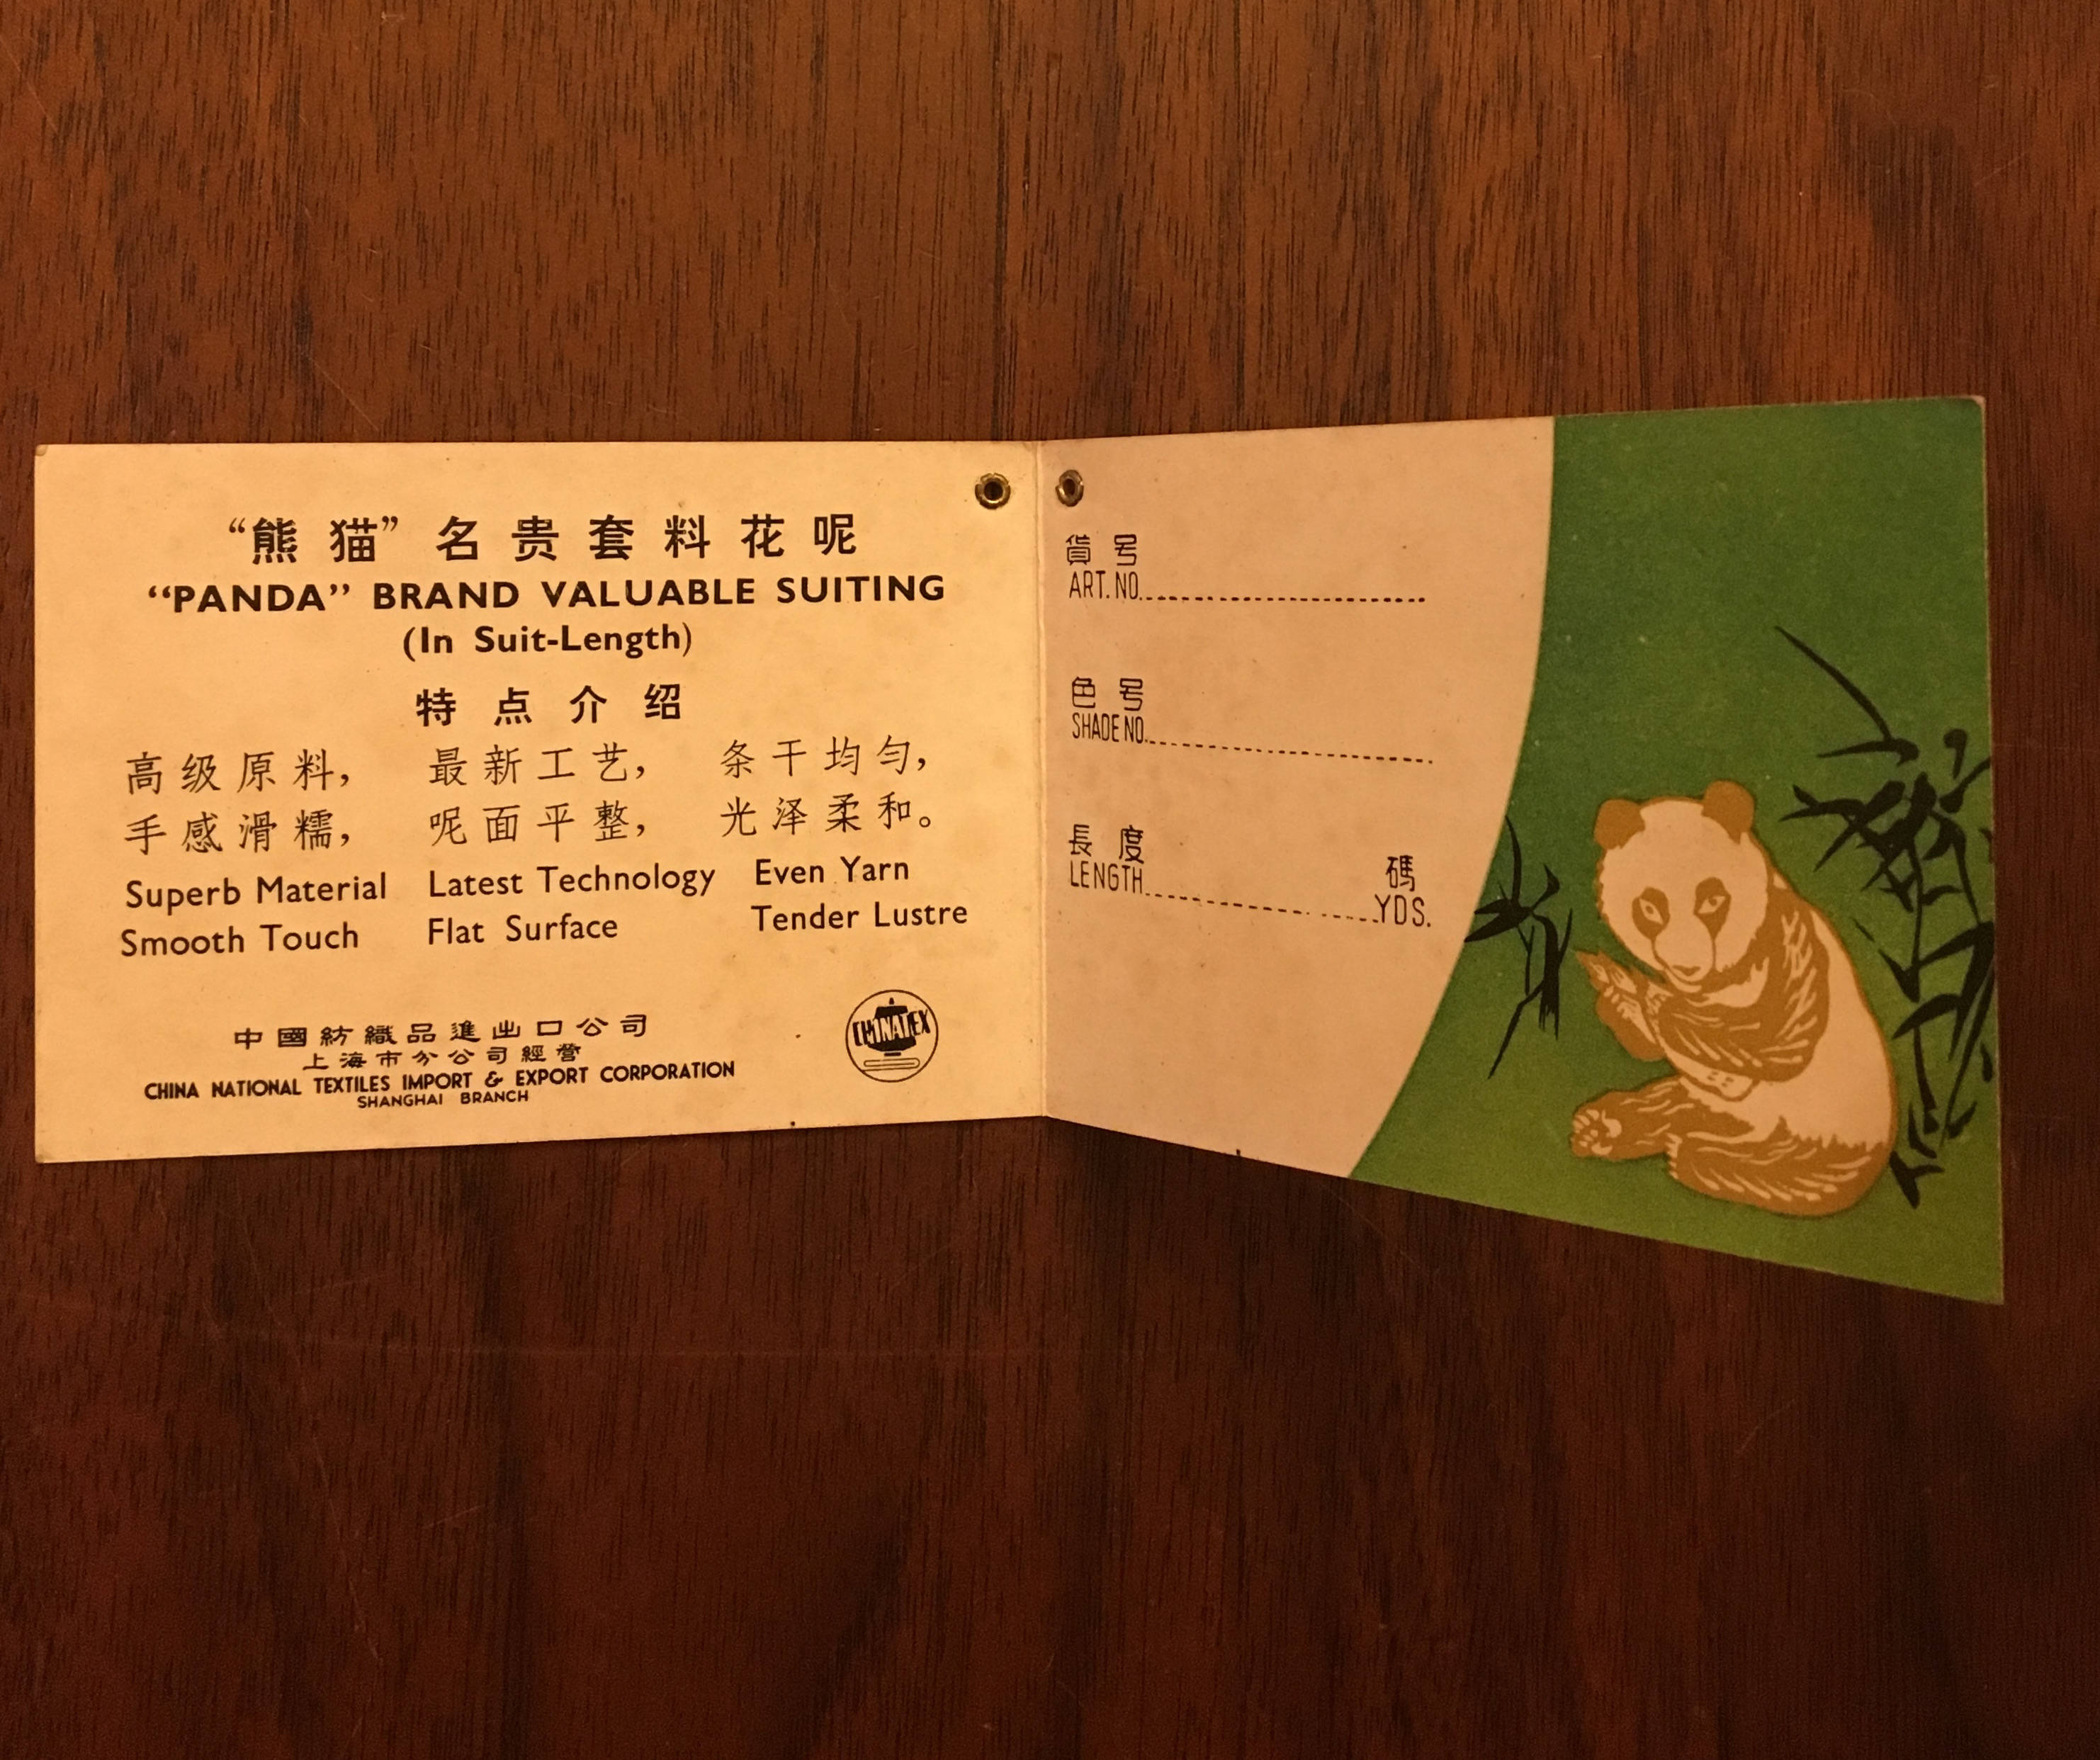 “熊猫”名贵套料花呢
“PANDA” BRAND VALUABLE SUITING
(In Suit-Length)
特点介绍
高级原料， 最新工艺， 条干均匀，
手感滑糯， 呢面平整， 光泽柔和。
Superb Material Latest Technology Even Yarn
Smooth Touch Flat Surface Tender Lustre
中國紡織品進出口公司
上海市分公司經營
CHINA NATIONAL TEXTILES IMPORT & EXPORT CORPORATION
SHANGHAI BRANCH
CHINATEX
貨号
ART. NO.
色号
SHADE NO.
長度 碼
LENGTH YDS.